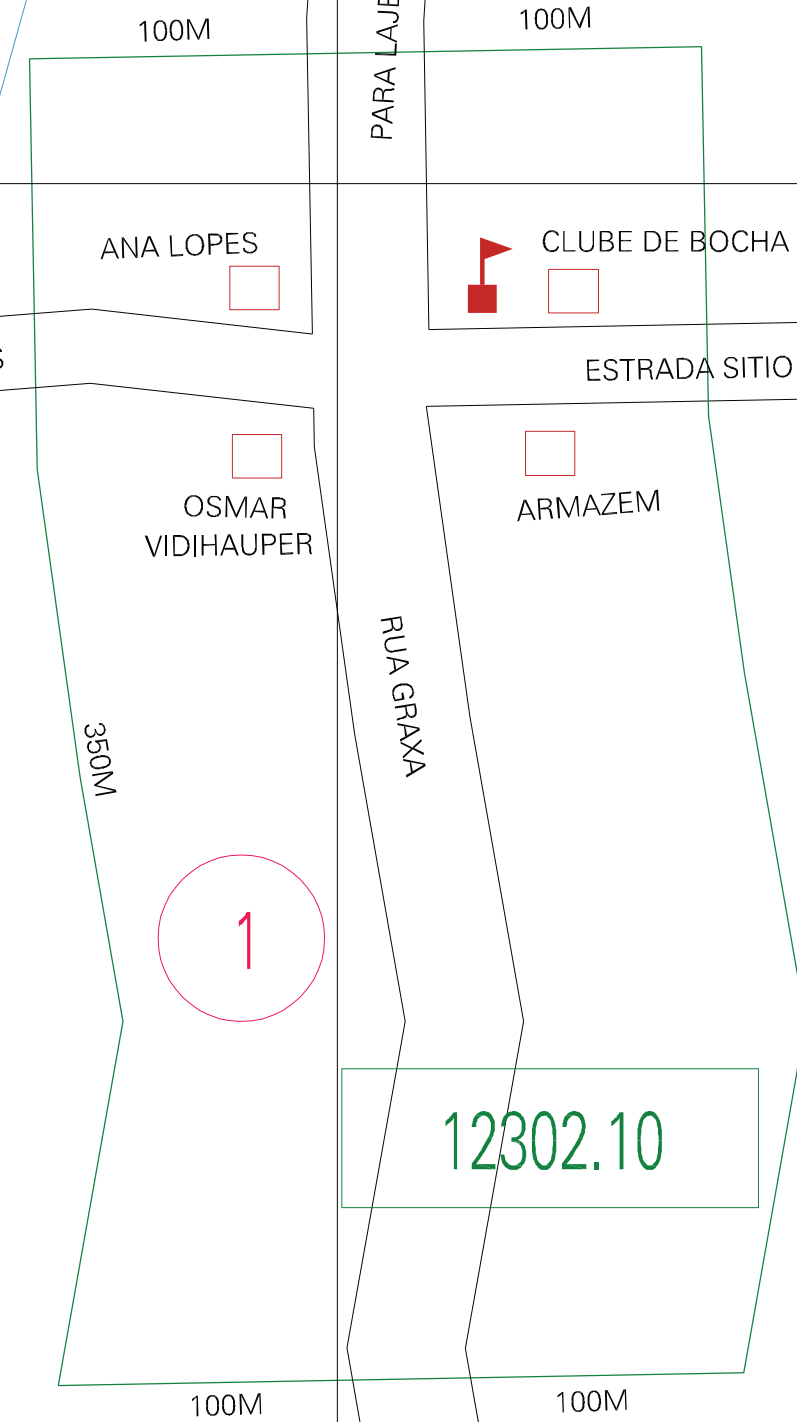 100M
100M
PARA LAJE
ANA LOPES
CLUBE DE BOCHA
ESTRADA SITIO
OSMAR
VIDIHAUPER
ARMAZEM
RUA GRAXA
350M
1
12302.10
100M
100M